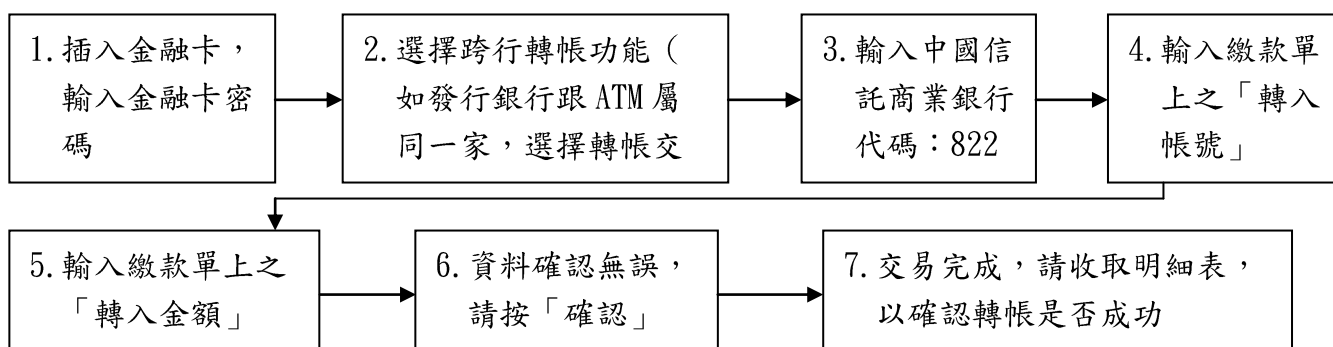 1.插入金融卡，
輸入金融卡密
碼
2.選擇跨行轉帳功能（
如發行銀行跟 ATM 屬
同一家，選擇轉帳交
3.輸入中國信
託商業銀行
代碼：822
4.輸入繳款單
上之「轉入
帳號」
5.輸入繳款單上之
「轉入金額」
6.資料確認無誤，
請按「確認」
7.交易完成，請收取明細表，
以確認轉帳是否成功